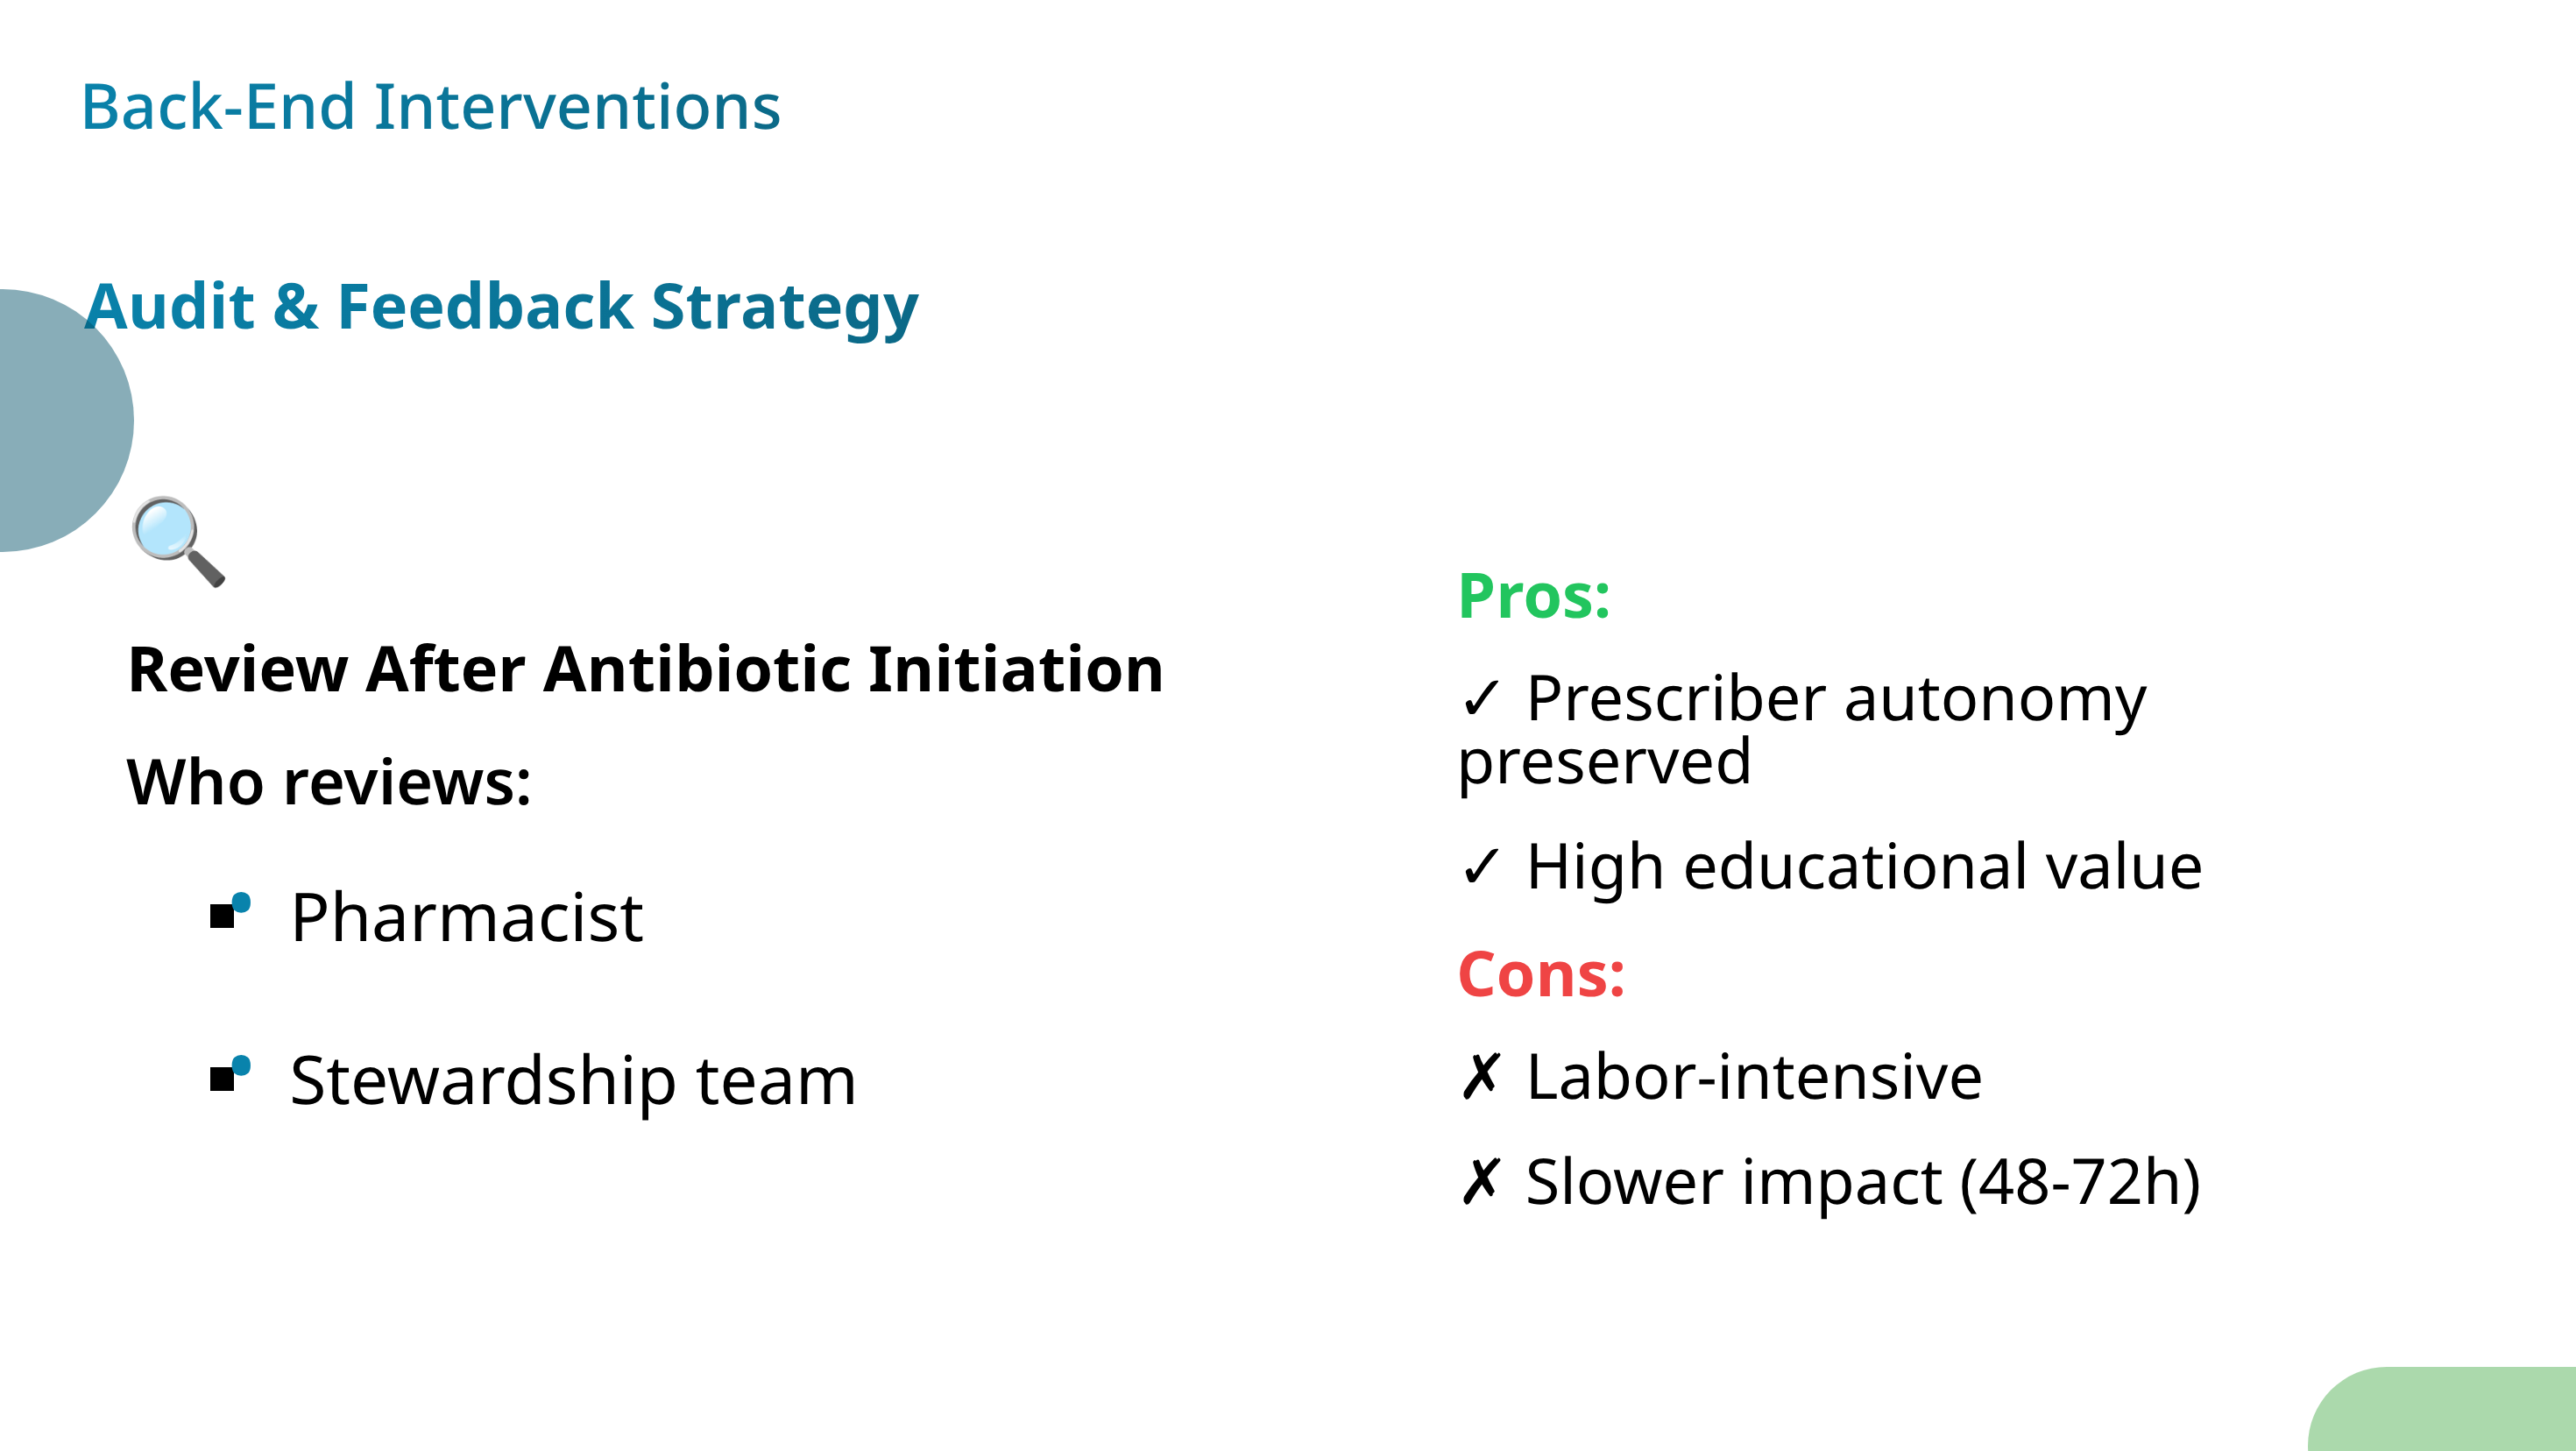 Back-End Interventions
Audit & Feedback Strategy
🔍
Review After Antibiotic Initiation
Who reviews:
▪• Pharmacist
▪• Stewardship team
Pros:
✓ Prescriber autonomy
preserved
✓ High educational value
Cons:
✗ Labor-intensive
✗ Slower impact (48-72h)